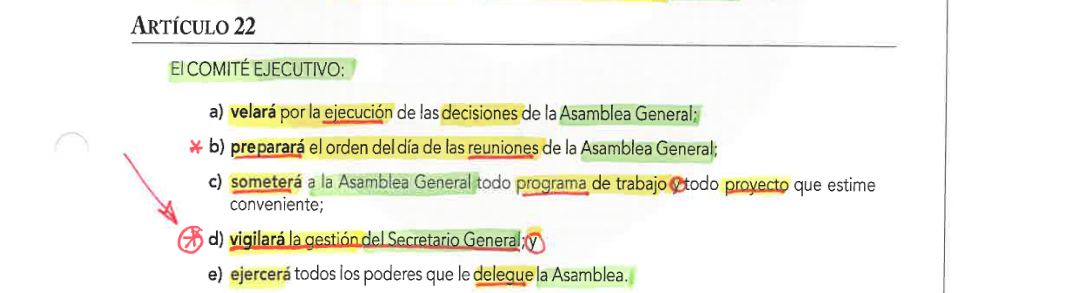 ARTÍCULO 22
El COMITÉ EJECUTIVO:
a) velará por la ejecución de las decisiones de la Asamblea General;
b) preparará el orden del día de las reuniones de la Asamblea General;
c) someterá a la Asamblea General todo programa de trabajo y todo proyecto que estime
conveniente;
d) vigilará la gestión del Secretario General; y
e) ejercerá todos los poderes que le delegue la Asamblea.